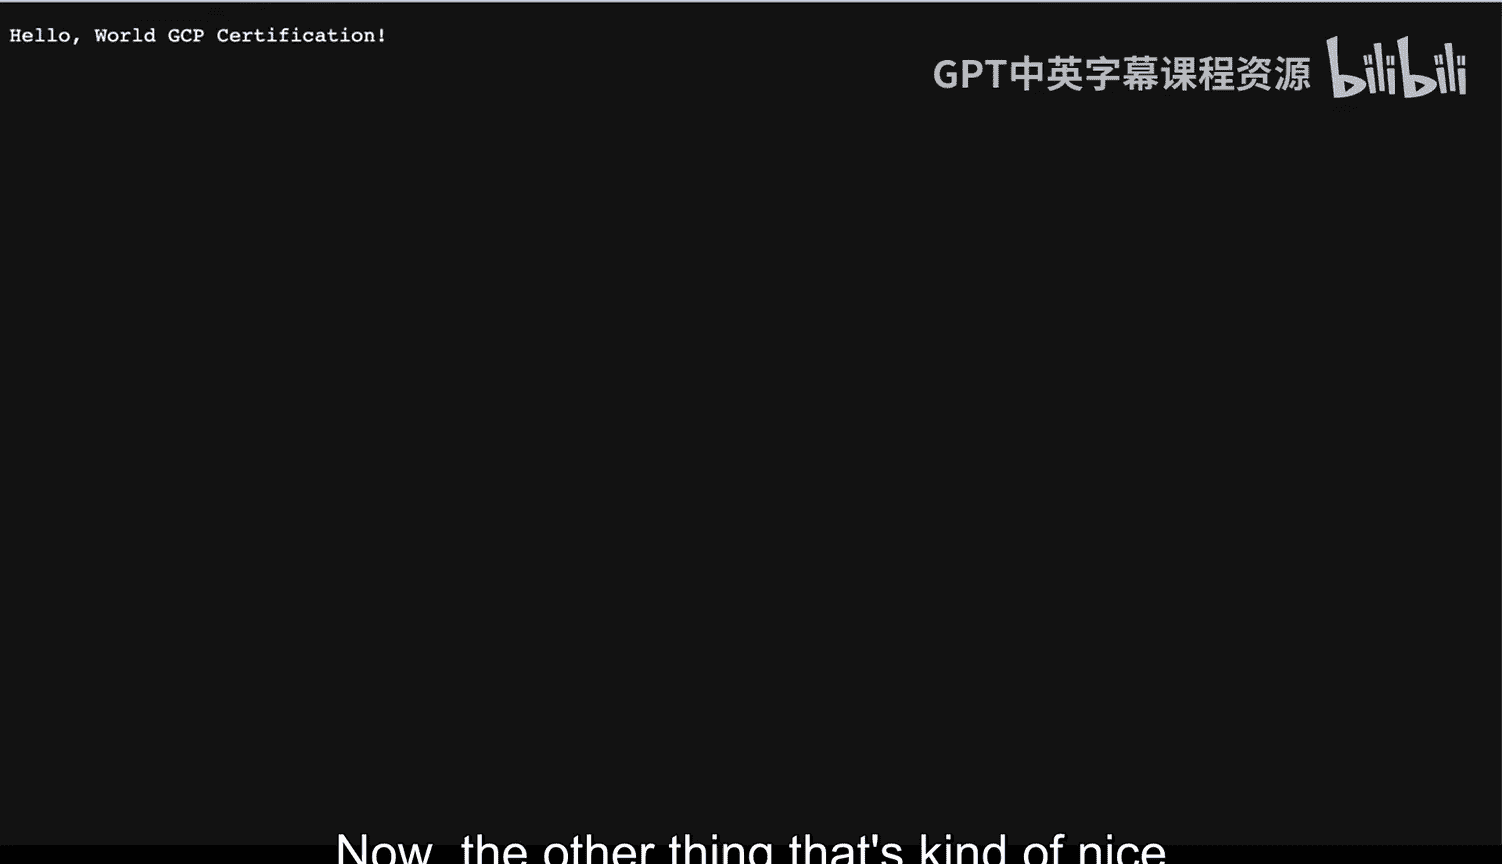 Hello, World GCP Certification!
GPT中英字幕课程资源 bilibili
Now, the other thing that's kind of nice